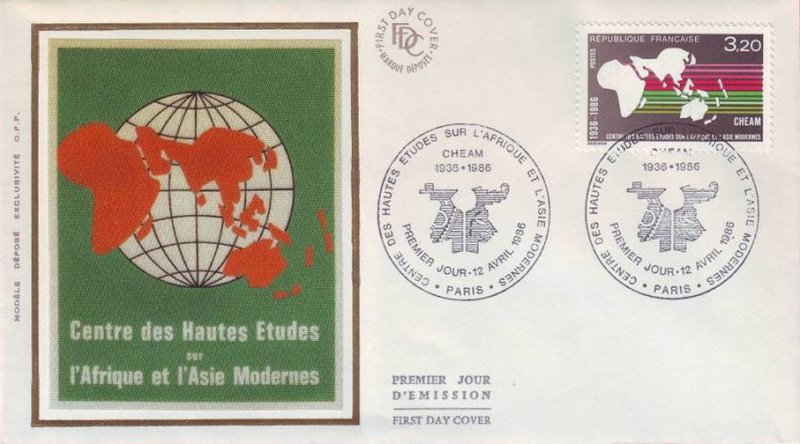 MODÈLE DÉPOSÉ EXCLUSIVITÉ O.P.P.
Centre des Hautes Etudes
sur
l'Afrique et l'Asie Modernes
FIRST DAY COVER
FDC
MARQUE DÉPOSÉE
RÉPUBLIQUE FRANÇAISE
POSTES
3,20
1936-1986
CHEAM
CENTRE DES HAUTES ETUDES SUR L'AFRIQUE ET L'ASIE MODERNES
CENTRE DES HAUTES ETUDES SUR L'AFRIQUE ET L'ASIE MODERNES
CHEAM
1936•1986
PREMIER JOUR•12 AVRIL 1986
• PARIS •
CENTRE DES HAUTES ETUDES SUR L'AFRIQUE ET L'ASIE MODERNES
CHEAM
1936•1986
PREMIER JOUR•12 AVRIL 1986
• PARIS •
PREMIER JOUR
D'EMISSION
FIRST DAY COVER